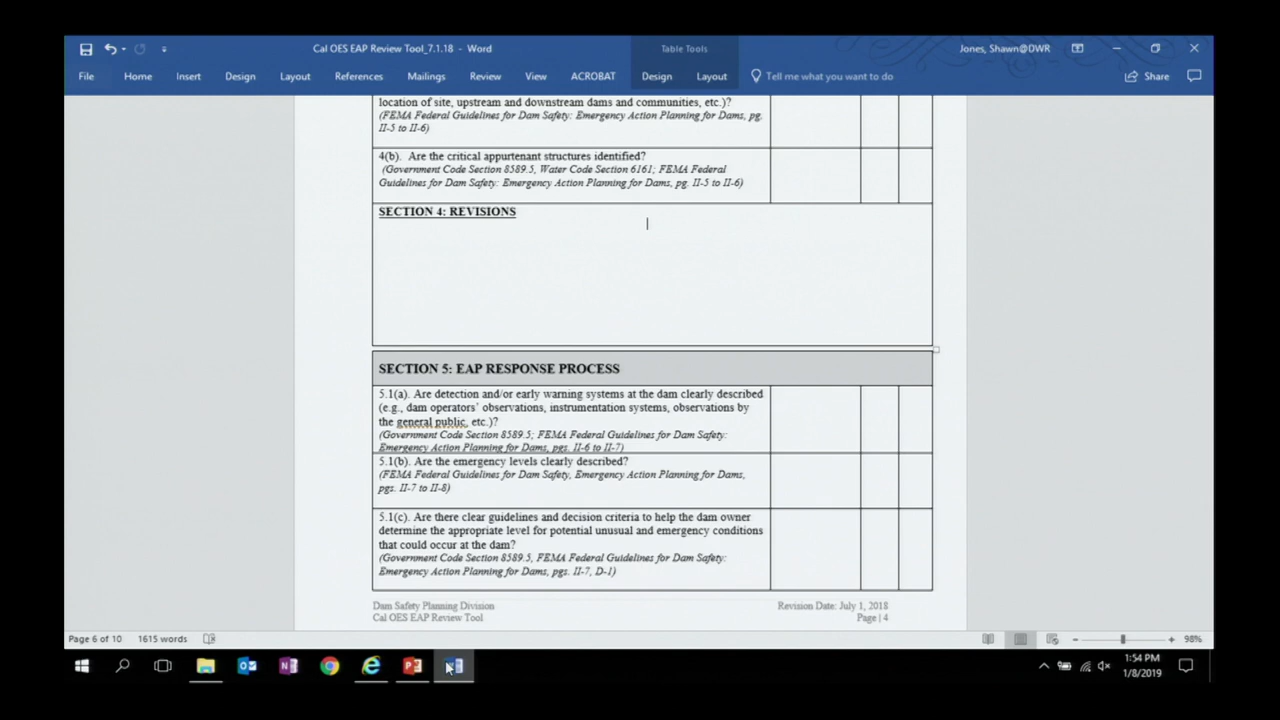 Cal OES EAP Review Tool_7.1.18 - Word
Table Tools
Jones, Shawn@DWR
File Home Insert Design Layout References Mailings Review View ACROBAT Design Layout Tell me what you want to do Share
location of site, upstream and downstream dams and communities, etc.)?
(FEMA Federal Guidelines for Dam Safety: Emergency Action Planning for Dams, pg.
II-5 to II-6)
4(b). Are the critical appurtenant structures identified?
(Government Code Section 8589.5, Water Code Section 6161; FEMA Federal
Guidelines for Dam Safety: Emergency Action Planning for Dams, pg. II-5 to II-6)
SECTION 4: REVISIONS
SECTION 5: EAP RESPONSE PROCESS
5.1(a). Are detection and/or early warning systems at the dam clearly described
(e.g., dam operators' observations, instrumentation systems, observations by
the general public, etc.)?
(Government Code Section 8589.5; FEMA Federal Guidelines for Dam Safety:
Emergency Action Planning for Dams, pgs. II-6 to II-7)
5.1(b). Are the emergency levels clearly described?
(FEMA Federal Guidelines for Dam Safety, Emergency Action Planning for Dams,
pgs. II-7 to II-8)
5.1(c). Are there clear guidelines and decision criteria to help the dam owner
determine the appropriate level for potential unusual and emergency conditions
that could occur at the dam?
(Government Code Section 8589.5, FEMA Federal Guidelines for Dam Safety:
Emergency Action Planning for Dams, pgs. II-7, D-1)
Dam Safety Planning Division
Cal OES EAP Review Tool
Revision Date: July 1, 2018
Page | 4
Page 6 of 10 1615 words
98%
1:54 PM
1/8/2019